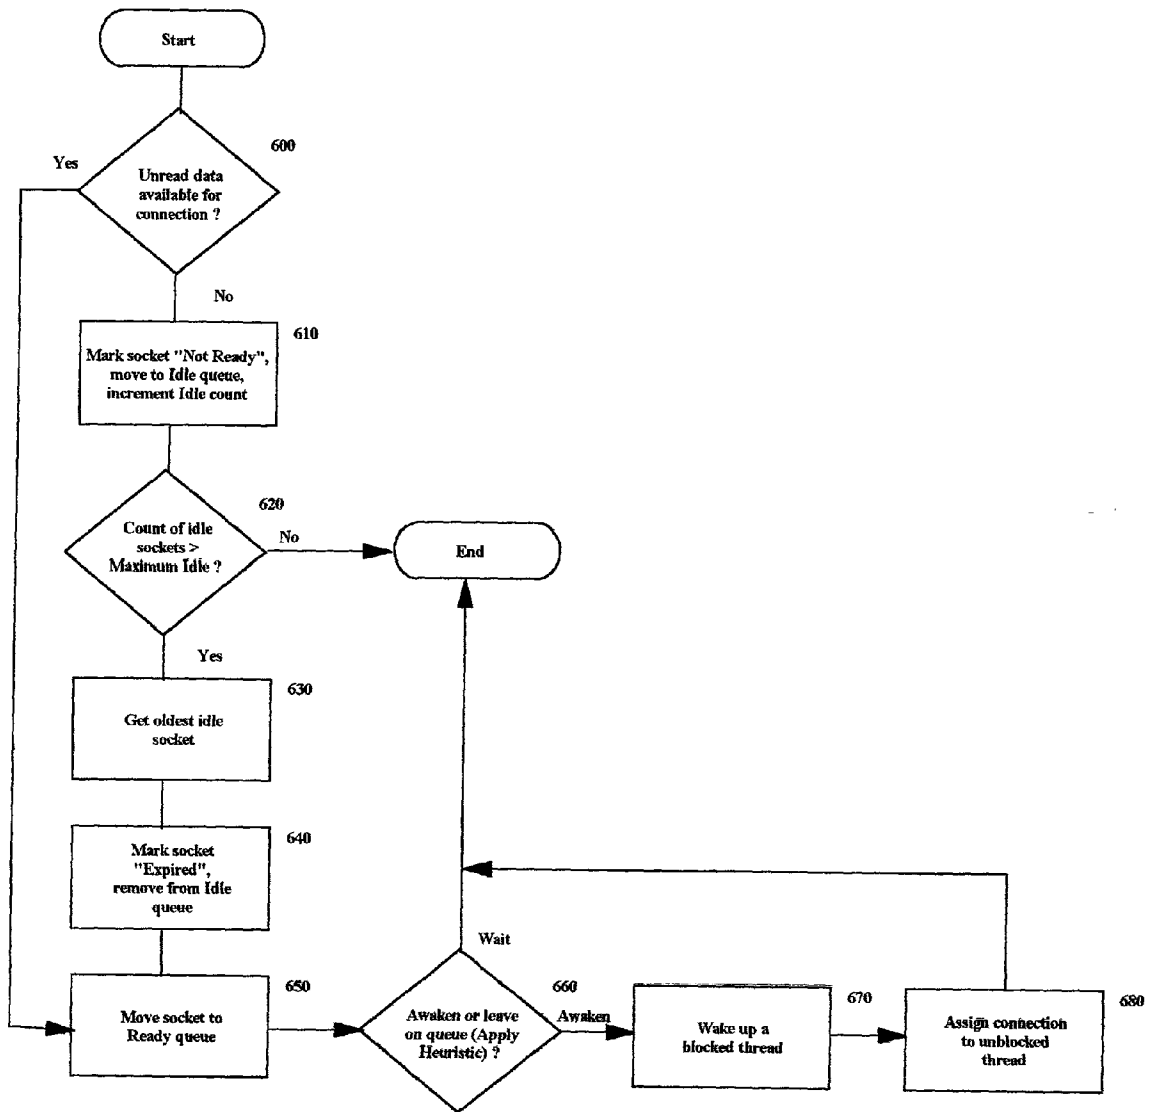 Start
600
Yes
Unread data
available for
connection ?
No
610
Mark socket "Not Ready",
move to Idle queue,
increment Idle count
620
Count of idle
sockets >
Maximum Idle ?
No
End
Yes
630
Get oldest idle
socket
640
Mark socket
"Expired",
remove from Idle
queue
Wait
650
Move socket to
Ready queue
660
Awaken or leave
on queue (Apply
Heuristic) ?
Awaken
670
Wake up a
blocked thread
680
Assign connection
to unblocked
thread